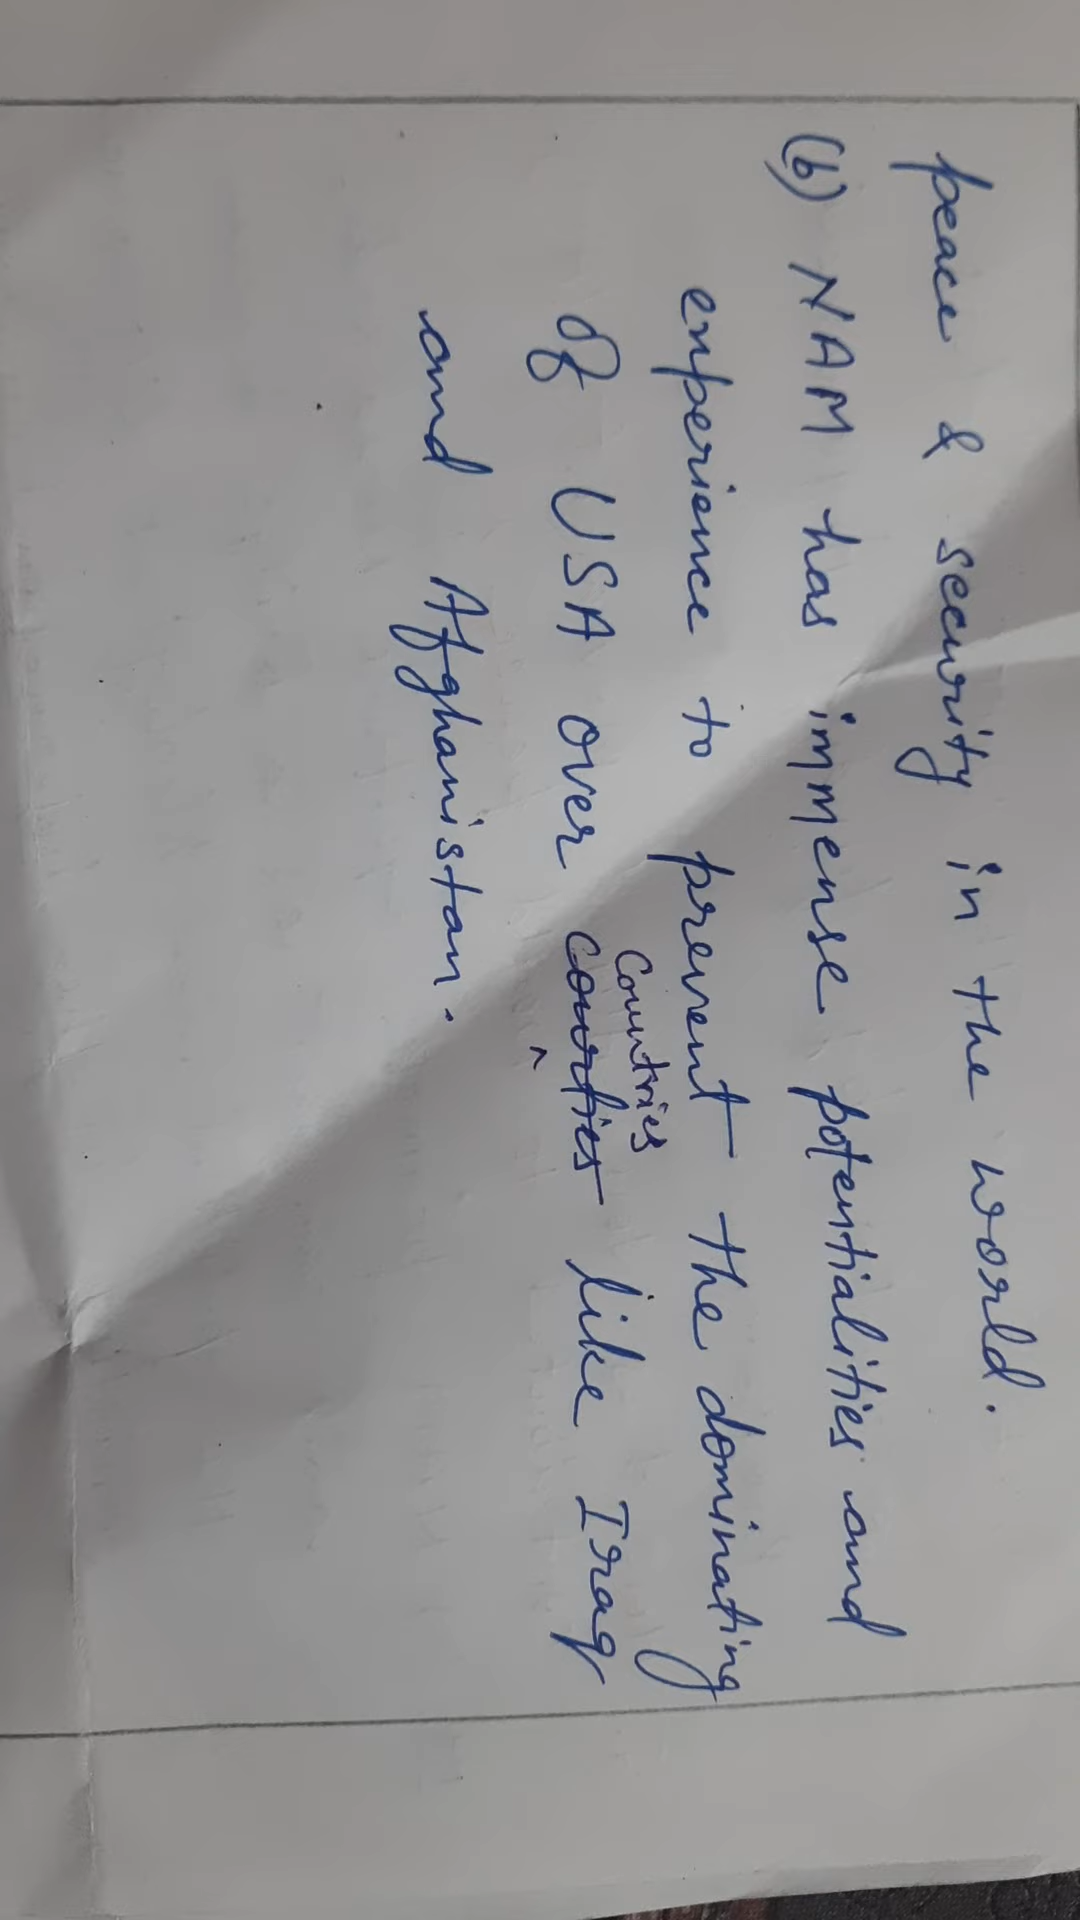 peace & security in the world.
(b) NAM has immense potentialities and
experience to prevent the dominating
Countries
of USA over courties like Iraq
^
and Afghanistan.